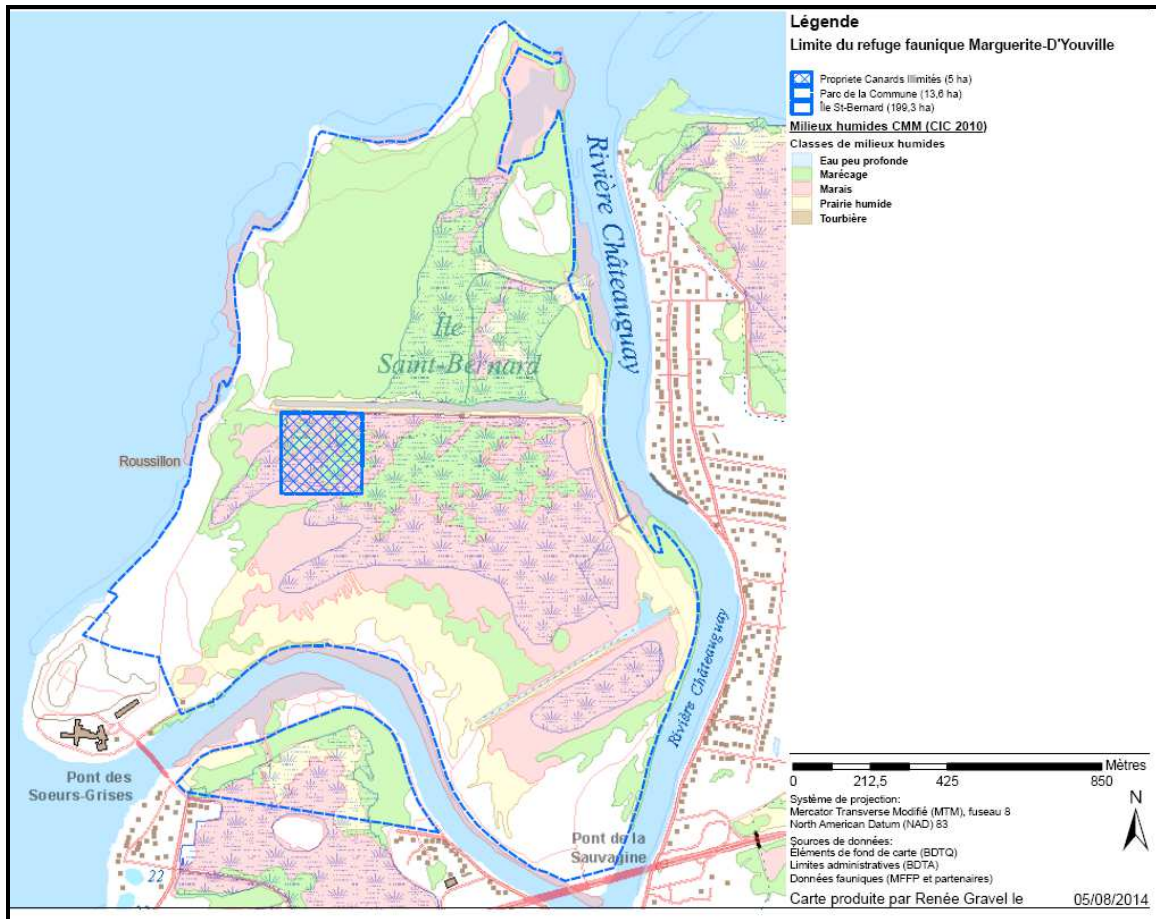 Légende
Limite du refuge faunique Marguerite-D'Youville
Propriete Canards Illimités (5 ha)
Parc de la Commune (13,6 ha)
Île St-Bernard (199,3 ha)
Milieux humides CMM (CIC 2010)
Classes de milieux humides
Eau peu profonde
Marécage
Marais
Prairie humide
Tourbière
Rivière Châteauguay
Île
Saint-Bernard
Roussillon
Rivière Châteauguay
Pont des
Soeurs-Grises
Pont de la
Sauvagine
22
Mètres
0 212,5 425 850
Système de projection:
Mercator Transverse Modifié (MTM), fuseau 8
North American Datum (NAD) 83
N
Sources de données:
Éléments de fond de carte (BDTQ)
Limites administratives (BDTA)
Données fauniques (MFFP et partenaires)
Carte produite par Renée Gravel le 05/08/2014